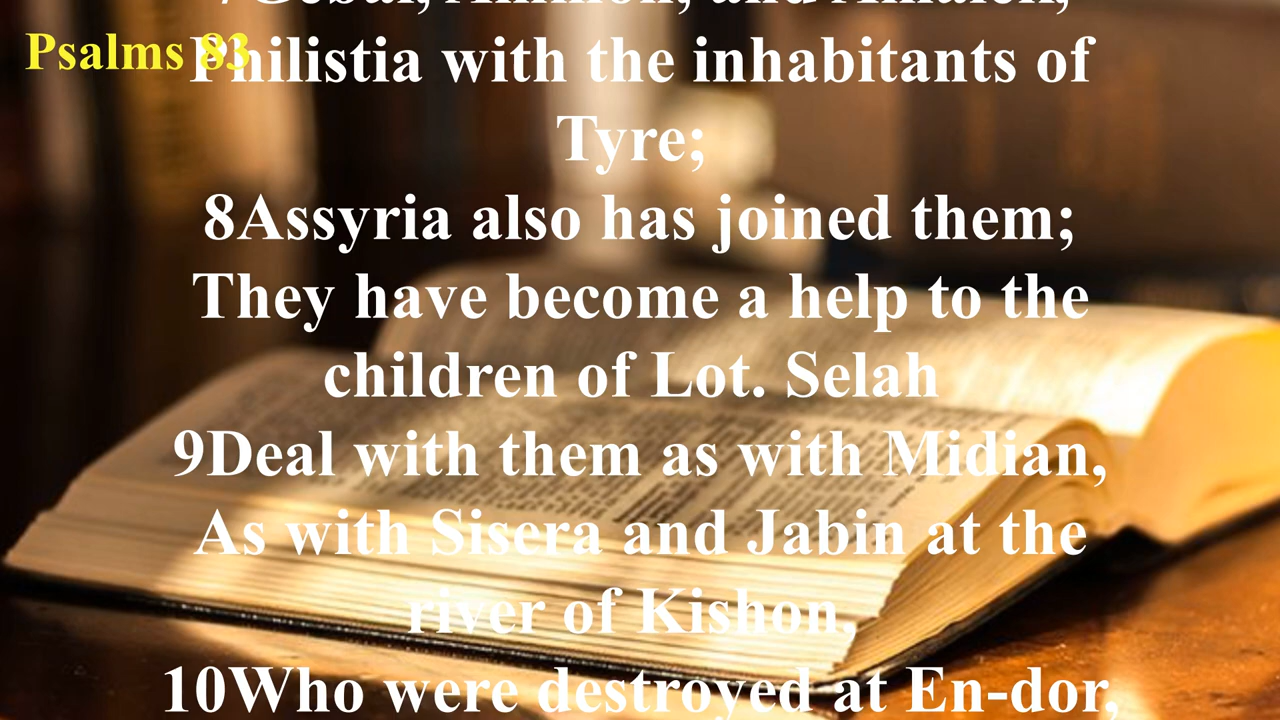 7Gebal, Ammon, and Amalek,
Psalms 83
Philistia with the inhabitants of
Tyre;
8Assyria also has joined them;
They have become a help to the
children of Lot. Selah
9Deal with them as with Midian,
As with Sisera and Jabin at the
river of Kishon,
10Who were destroyed at En-dor,